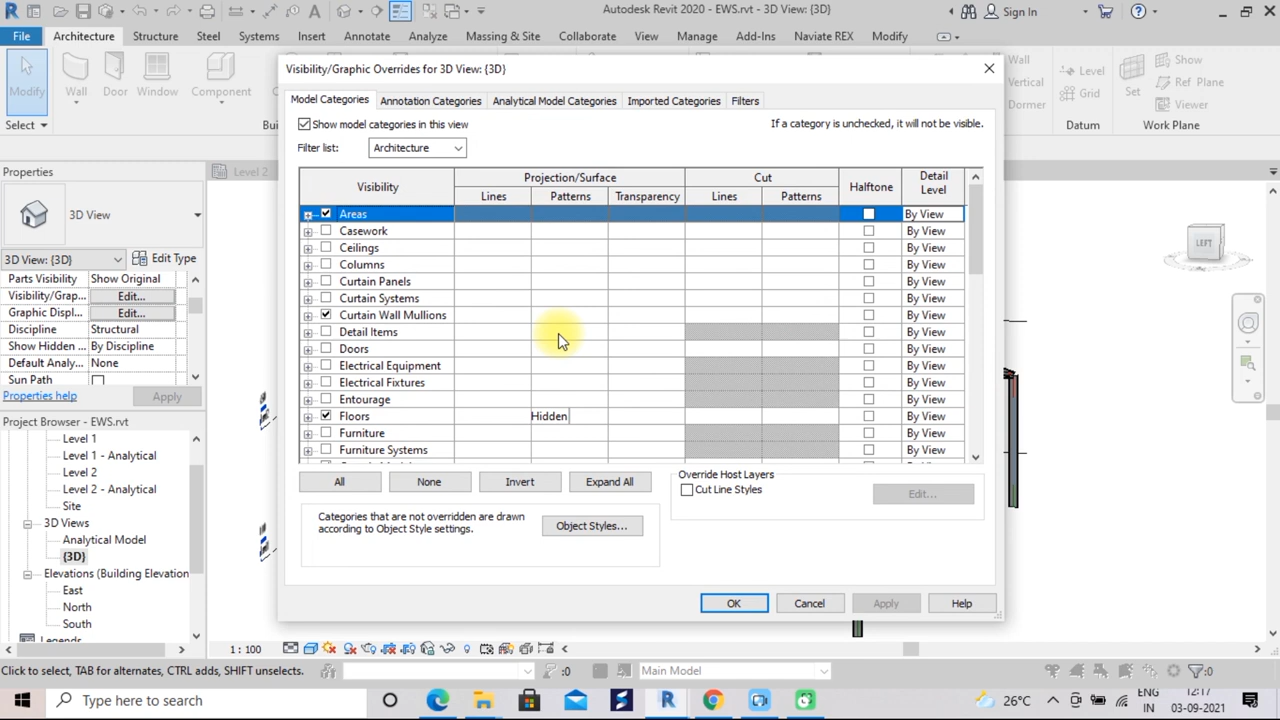 Autodesk Revit 2020 - EWS.rvt - 3D View: {3D}
Sign In
File Architecture Structure Steel Systems Insert Annotate Analyze Massing & Site Collaborate View Manage Add-Ins Naviate REX Modify
Modify Wall Door Window Component
Wall
Vertical
Dormer
Level
Grid
Set
Show
Ref Plane
Viewer
Select
Datum
Work Plane
Visibility/Graphic Overrides for 3D View: {3D}
Model Categories Annotation Categories Analytical Model Categories Imported Categories Filters
Show model categories in this view
If a category is unchecked, it will not be visible.
Filter list: Architecture
Visibility Projection/Surface Cut Halftone Detail Level
Lines Patterns Transparency Lines Patterns
Areas By View
Casework By View
Ceilings By View
Columns By View
Curtain Panels By View
Curtain Systems By View
Curtain Wall Mullions By View
Detail Items By View
Doors By View
Electrical Equipment By View
Electrical Fixtures By View
Entourage By View
Floors Hidden By View
Furniture By View
Furniture Systems By View
All None Invert Expand All
Override Host Layers
Cut Line Styles
Edit...
Categories that are not overridden are drawn
according to Object Style settings.
Object Styles...
OK Cancel Apply Help
Properties
3D View
3D View: {3D} Edit Type
Parts Visibility Show Original
Visibility/Grap... Edit...
Graphic Displ... Edit...
Discipline Structural
Show Hidden ... By Discipline
Default Analy... None
Sun Path
Properties help Apply
Project Browser - EWS.rvt
Level 1
Level 1 - Analytical
Level 2
Level 2 - Analytical
Site
3D Views
Analytical Model
{3D}
Elevations (Building Elevation
East
North
South
Level 2
LEFT
1 : 100
Click to select, TAB for alternates, CTRL adds, SHIFT unselects.
:0
Main Model
:0
Type here to search
26°C
ENG
IN
12:17
03-09-2021